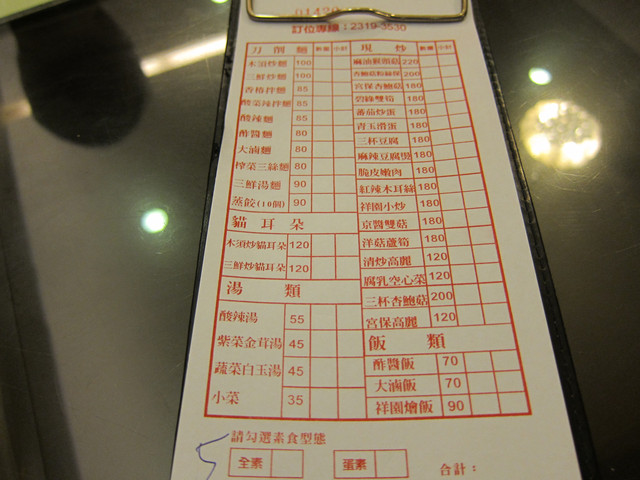 訂位專線：2319-3530
刀削麵 數量 小計
木須炒麵 100
三鮮炒麵 100
香椿拌麵 85
酸菜辣拌麵 85
酸辣麵 85
酢醬麵 80
大滷麵 80
榨菜三絲麵 80
三鮮湯麵 90
蒸餃(10個) 90
貓耳朵
木須炒貓耳朵 120
三鮮炒貓耳朵 120
湯類
酸辣湯 55
紫菜金茸湯 45
蔬菜白玉湯 45
小菜 35
現炒 數量 小計
麻油猴頭菇 220
杏鮑菇粉絲煲 200
宮保杏鮑菇 180
碧綠雙筍 180
蕃茄炒蛋 180
青玉滑蛋 180
三杯豆腐 180
麻辣豆腐煲 180
脆皮嫩肉 180
紅辣木耳絲 180
祥園小炒 180
京醬雙菇 180
洋菇蘆筍 180
清炒高麗 120
腐乳空心菜 120
三杯杏鮑菇 200
宮保高麗 120
飯類
酢醬飯 70
大滷飯 70
祥園燴飯 90
請勾選素食型態
全素
蛋素
合計：